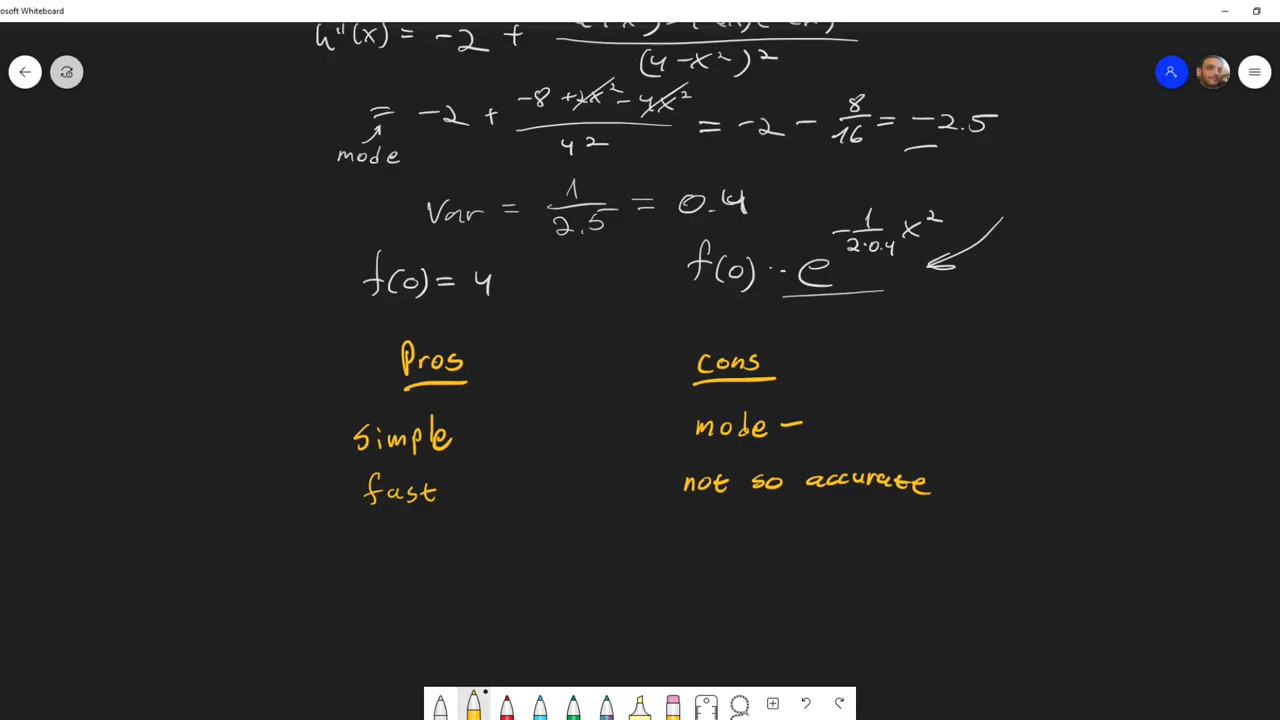 rosoft Whiteboard
h''(x) = -2 +
(4-x²)²
= -2 + -8 + 2x² - 4x² / 4² = -2 - 8/16 = -2.5
mode
Var = 1/2.5 = 0.4
f(0) = 4
f(0) · e^(-1/(2·0.4) x²)
Pros
Cons
simple
mode -
fast
not so accurate